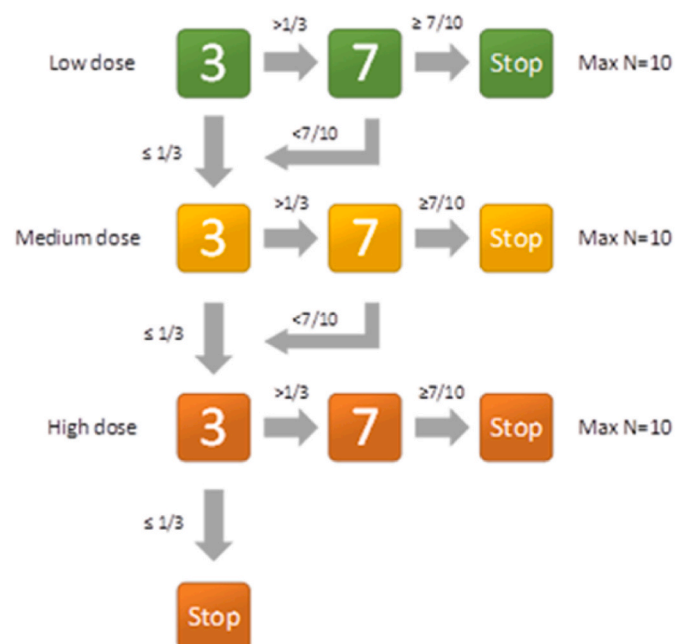 >1/3
≥ 7/10
Low dose
3
7
Stop
Max N=10
≤ 1/3
<7/10
>1/3
≥7/10
Medium dose
3
7
Stop
Max N=10
≤ 1/3
<7/10
>1/3
≥7/10
High dose
3
7
Stop
Max N=10
≤ 1/3
Stop